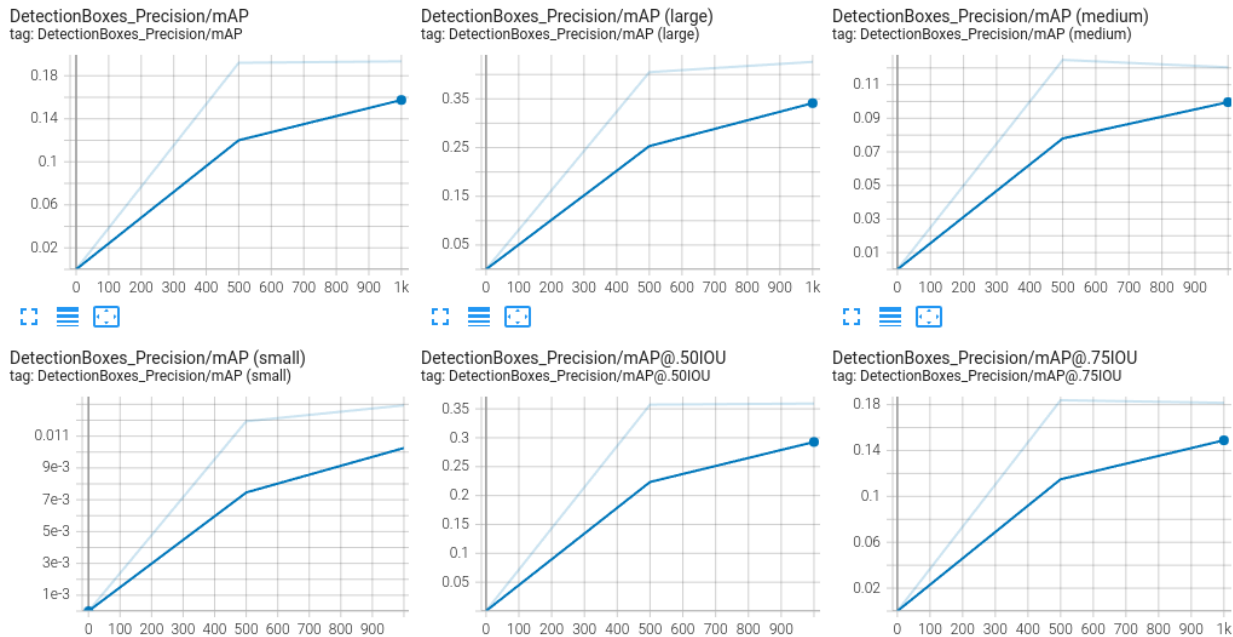 DetectionBoxes_Precision/mAP
tag: DetectionBoxes_Precision/mAP
0.18
0.14
0.1
0.06
0.02
0 100 200 300 400 500 600 700 800 900 1k
DetectionBoxes_Precision/mAP (large)
tag: DetectionBoxes_Precision/mAP (large)
0.35
0.25
0.15
0.05
0 100 200 300 400 500 600 700 800 900 1k
DetectionBoxes_Precision/mAP (medium)
tag: DetectionBoxes_Precision/mAP (medium)
0.11
0.09
0.07
0.05
0.03
0.01
0 100 200 300 400 500 600 700 800 900
DetectionBoxes_Precision/mAP (small)
tag: DetectionBoxes_Precision/mAP (small)
0.011
9e-3
7e-3
5e-3
3e-3
1e-3
0 100 200 300 400 500 600 700 800 900
DetectionBoxes_Precision/mAP@.50IOU
tag: DetectionBoxes_Precision/mAP@.50IOU
0.35
0.3
0.25
0.2
0.15
0.1
0.05
0 100 200 300 400 500 600 700 800 900
DetectionBoxes_Precision/mAP@.75IOU
tag: DetectionBoxes_Precision/mAP@.75IOU
0.18
0.14
0.1
0.06
0.02
0 100 200 300 400 500 600 700 800 900 1k